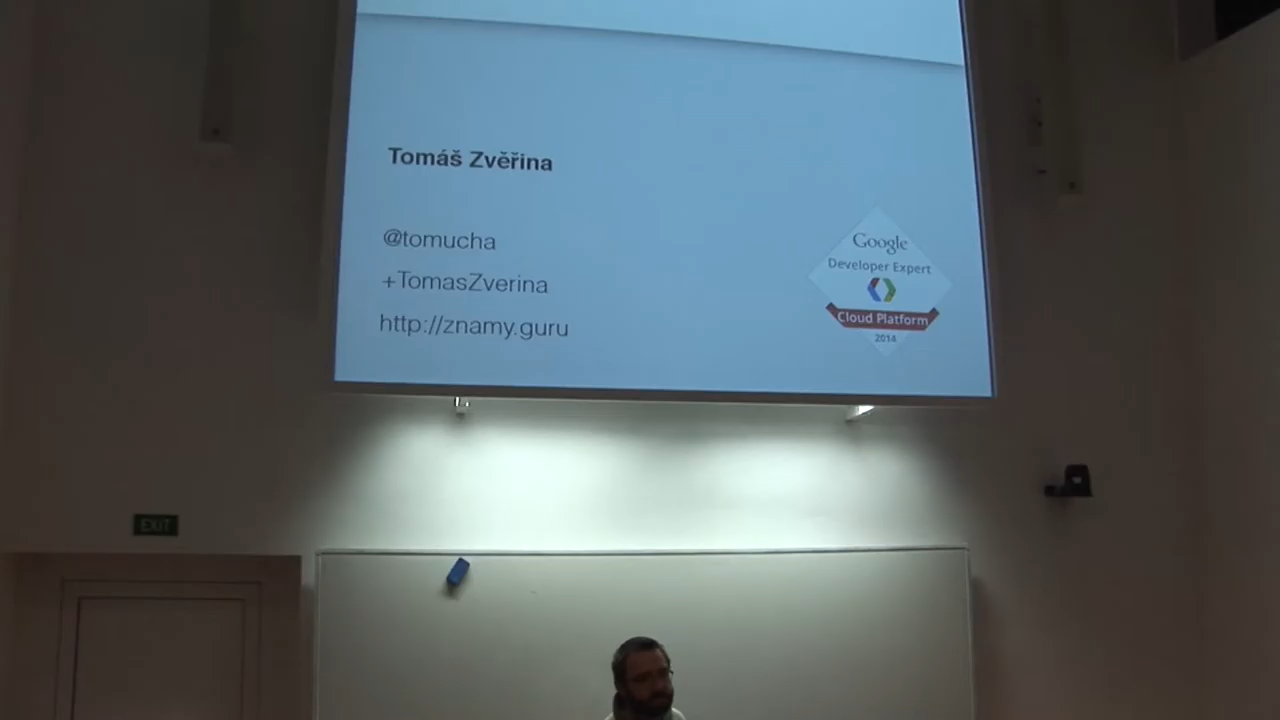 Tomáš Zvěřina
@tomucha
+TomasZverina
http://znamy.guru
Google
Developer Expert
Cloud Platform
2014
EXIT